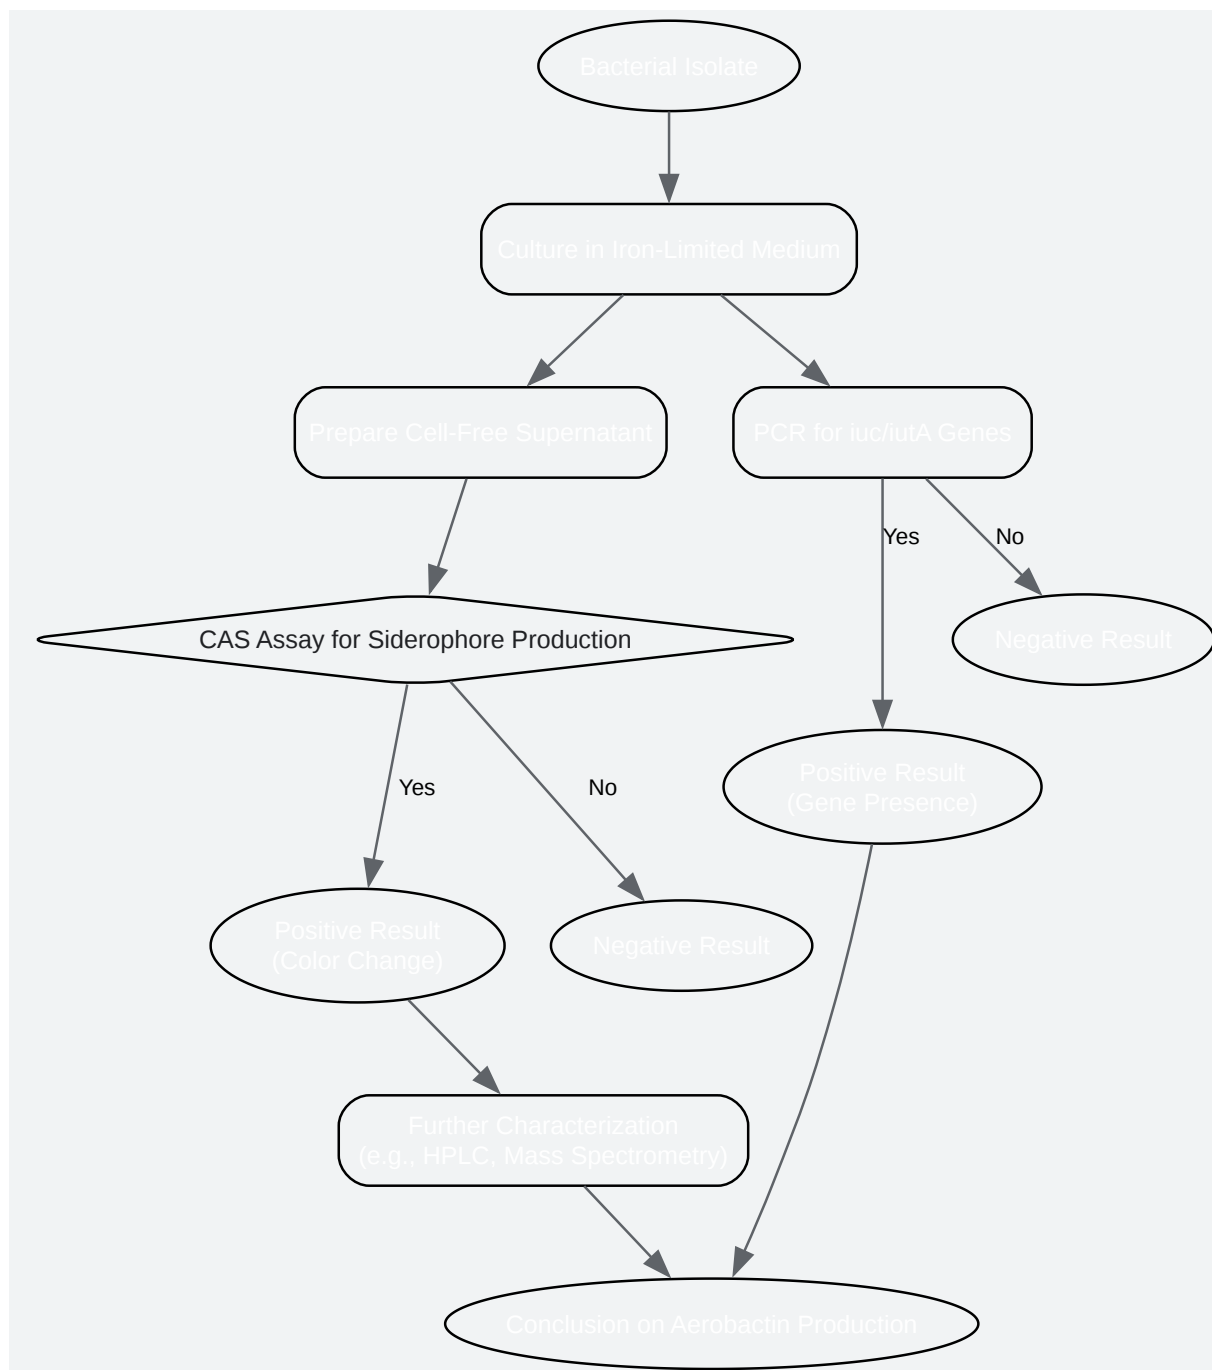 Bacterial Isolate
Culture in Iron-Limited Medium
Prepare Cell-Free Supernatant
PCR for iuc/iutA Genes
Yes
No
CAS Assay for Siderophore Production
Negative Result
Yes
No
Positive Result
(Gene Presence)
Positive Result
(Color Change)
Negative Result
Further Characterization
(e.g., HPLC, Mass Spectrometry)
Conclusion on Aerobactin Production